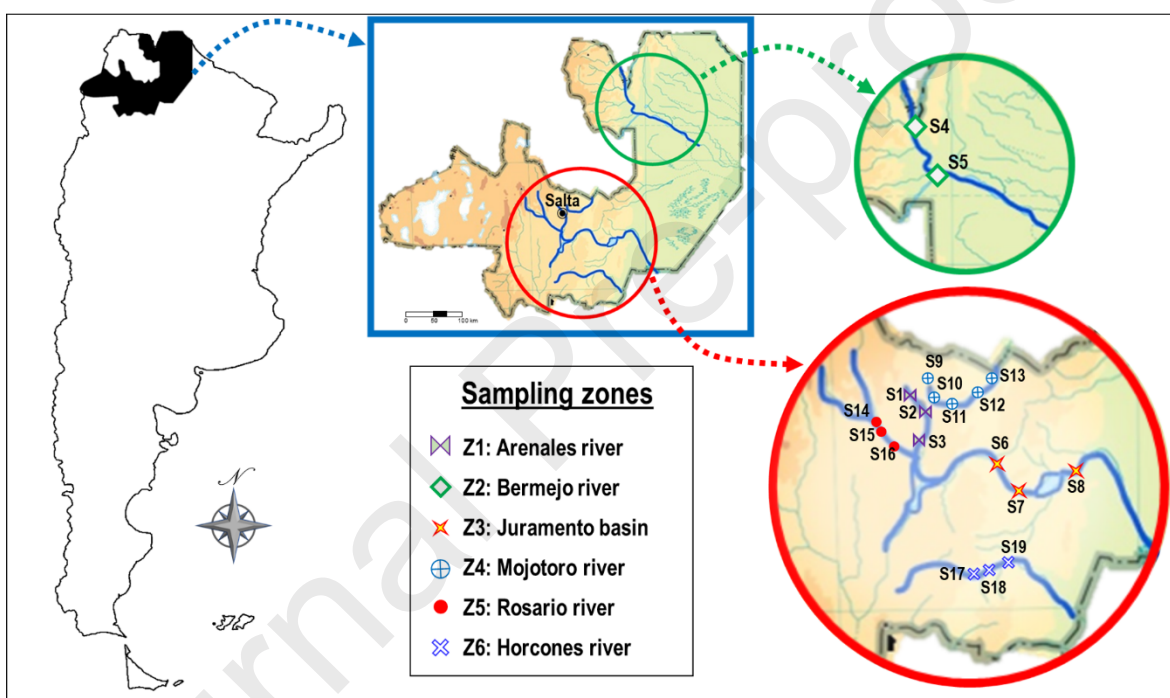 Salta
0 50 100 km
S4
S5
Sampling zones
Z1: Arenales river
Z2: Bermejo river
Z3: Juramento basin
Z4: Mojotoro river
Z5: Rosario river
Z6: Horcones river
N
S9
S13
S10
S1
S12
S14
S2
S11
S15
S3
S6
S16
S8
S7
S19
S17
S18